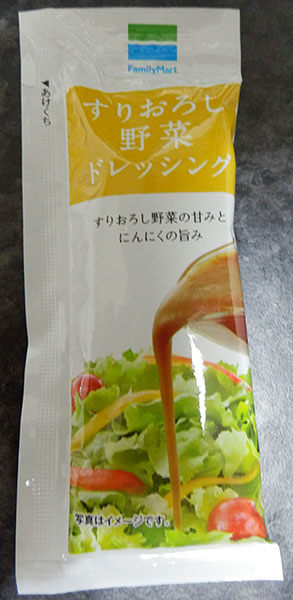 FamilyMart
◀あけくち
すりおろし
野菜
ドレッシング
すりおろし野菜の甘みと
にんにくの旨み
写真はイメージです。